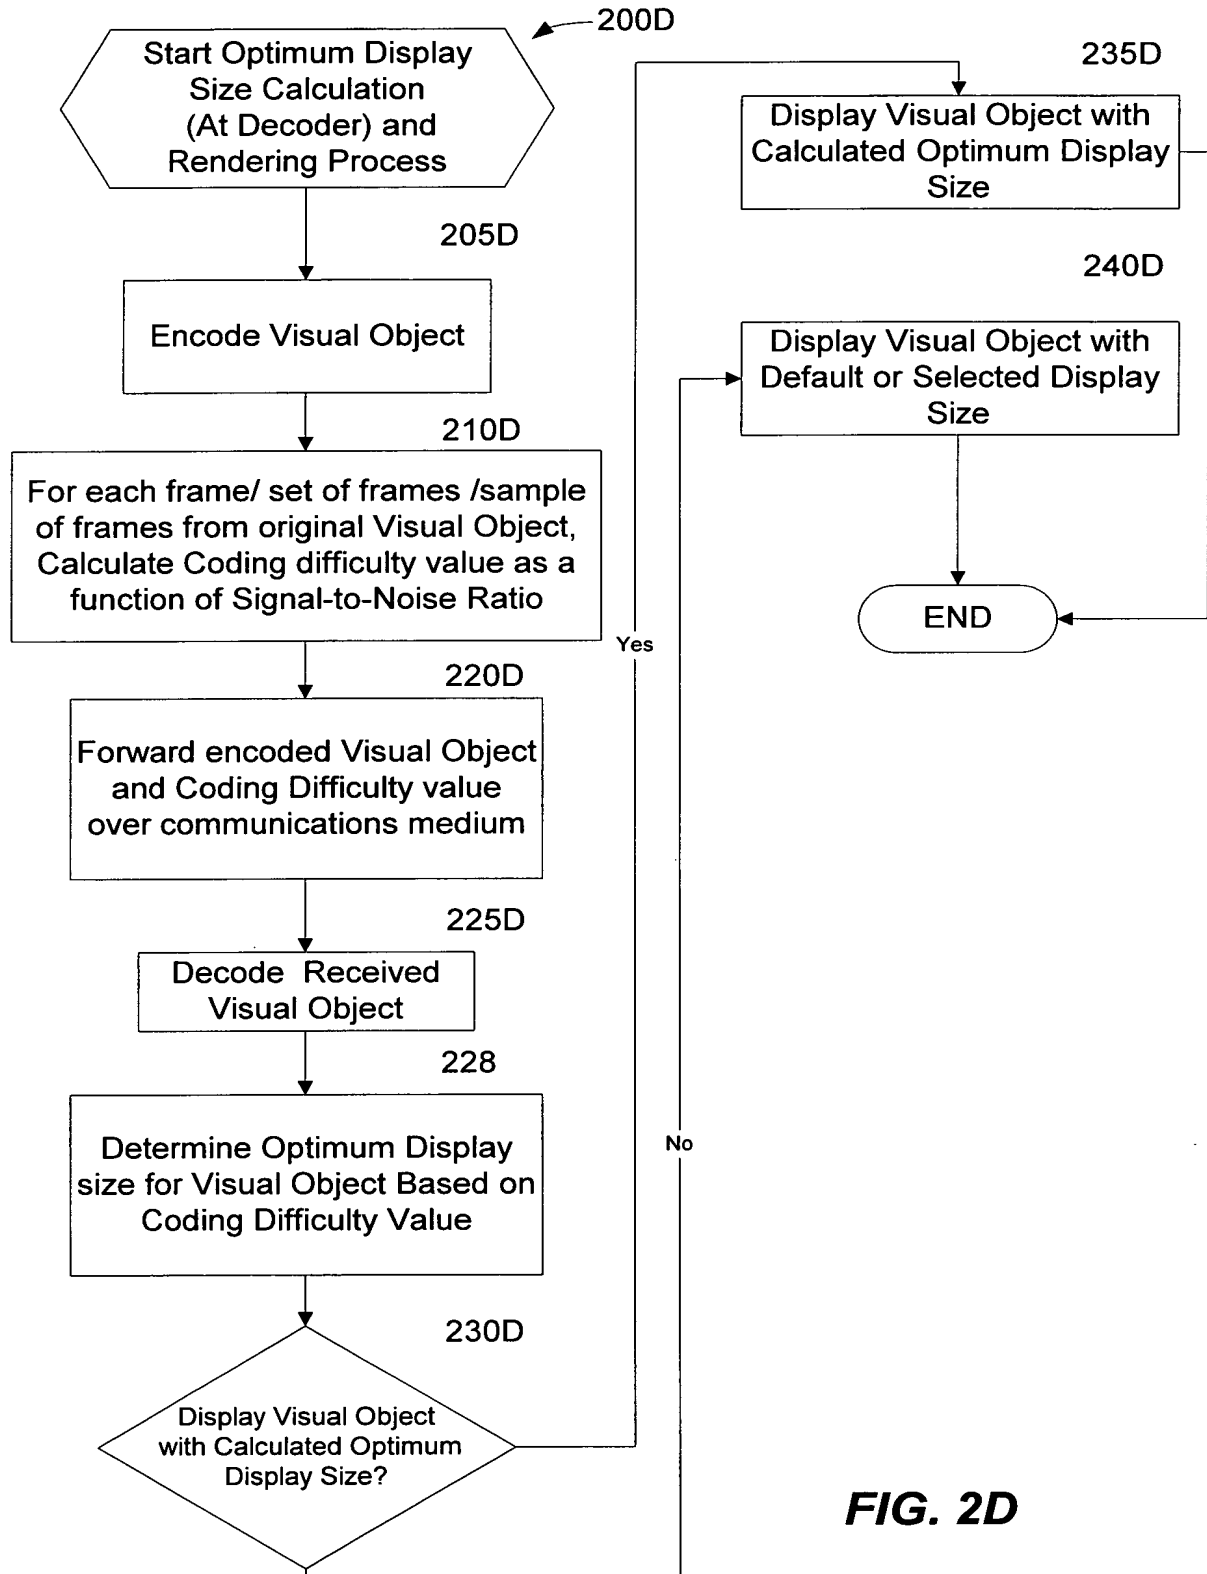 200D
Start Optimum Display
Size Calculation
(At Decoder) and
Rendering Process
205D
Encode Visual Object
210D
For each frame/ set of frames /sample
of frames from original Visual Object,
Calculate Coding difficulty value as a
function of Signal-to-Noise Ratio
220D
Forward encoded Visual Object
and Coding Difficulty value
over communications medium
225D
Decode Received
Visual Object
228
Determine Optimum Display
size for Visual Object Based on
Coding Difficulty Value
230D
Display Visual Object
with Calculated Optimum
Display Size?
Yes
No
235D
Display Visual Object with
Calculated Optimum Display
Size
240D
Display Visual Object with
Default or Selected Display
Size
END
FIG. 2D